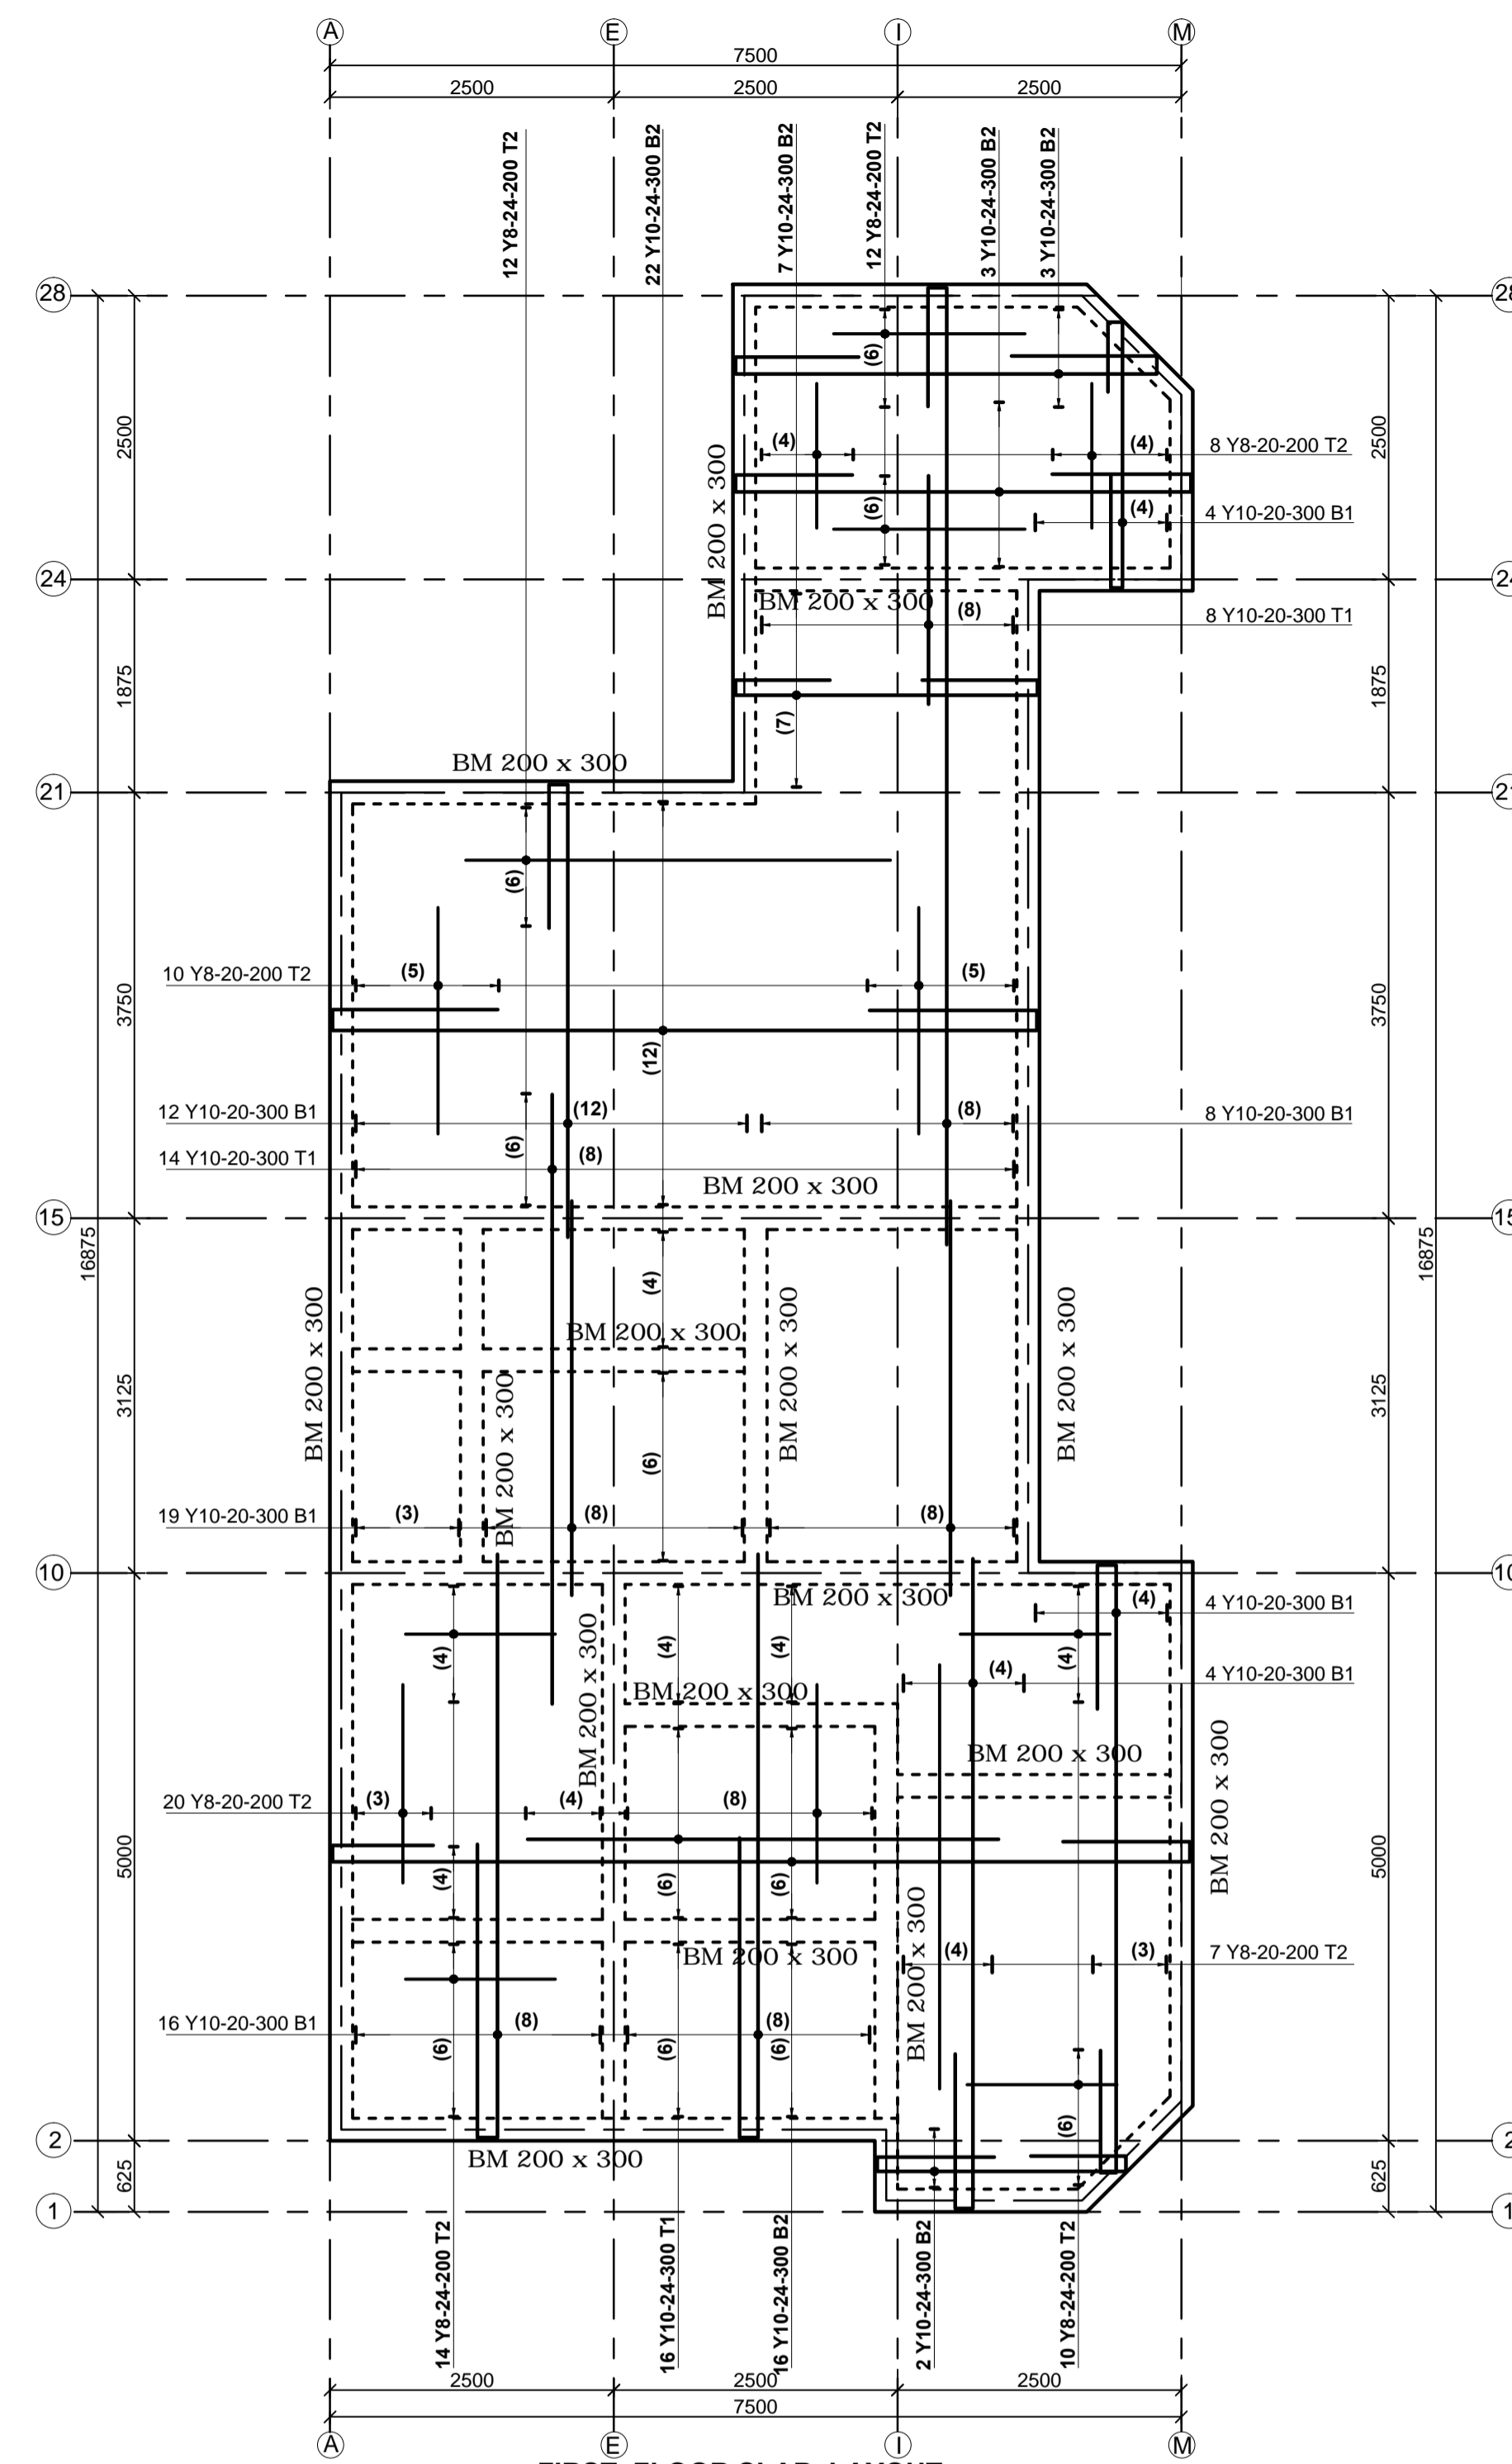 A E I M
7500
2500 2500 2500
12 Y8-24-200 T2
22 Y10-24-300 B2
7 Y10-24-300 B2
12 Y8-24-200 T2
3 Y10-24-300 B2
3 Y10-24-300 B2
28
(6)
2500 2500
BM 200 x 300
(4) (4) 8 Y8-20-200 T2
(6) (4) 4 Y10-20-300 B1
24
BM 200 x 300
(8) 8 Y10-20-300 T1
1875 1875
(7)
BM 200 x 300
21 21
(6)
10 Y8-20-200 T2 (5) (5)
3750 3750
(12)
12 Y10-20-300 B1 (12) (8) 8 Y10-20-300 B1
(6)
14 Y10-20-300 T1 (8)
BM 200 x 300
15
16875 16875
(4)
BM 200 x 300
BM 200 x 300
BM 200 x 300
BM 200 x 300
3125 3125
BM 200 x 300
(6)
19 Y10-20-300 B1 (3) (8) (8)
10
BM 200 x 300
(4) 4 Y10-20-300 B1
(4) (4) (4) (4)
BM 200 x 300
(4) 4 Y10-20-300 B1
BM 200 x 300
BM 200 x 300
BM 200 x 300
20 Y8-20-200 T2 (3) (4) (8)
5000 5000
(4) (6) (6)
BM 200 x 300
BM 200 x 300
(4) (3) 7 Y8-20-200 T2
16 Y10-20-300 B1 (8) (8)
(6) (6) (6) (6)
2
BM 200 x 300
625 625
1
14 Y8-24-200 T2
16 Y10-24-300 T1
16 Y10-24-300 B2
2 Y10-24-300 B2
10 Y8-24-200 T2
2500 2500 2500
7500
A E I M